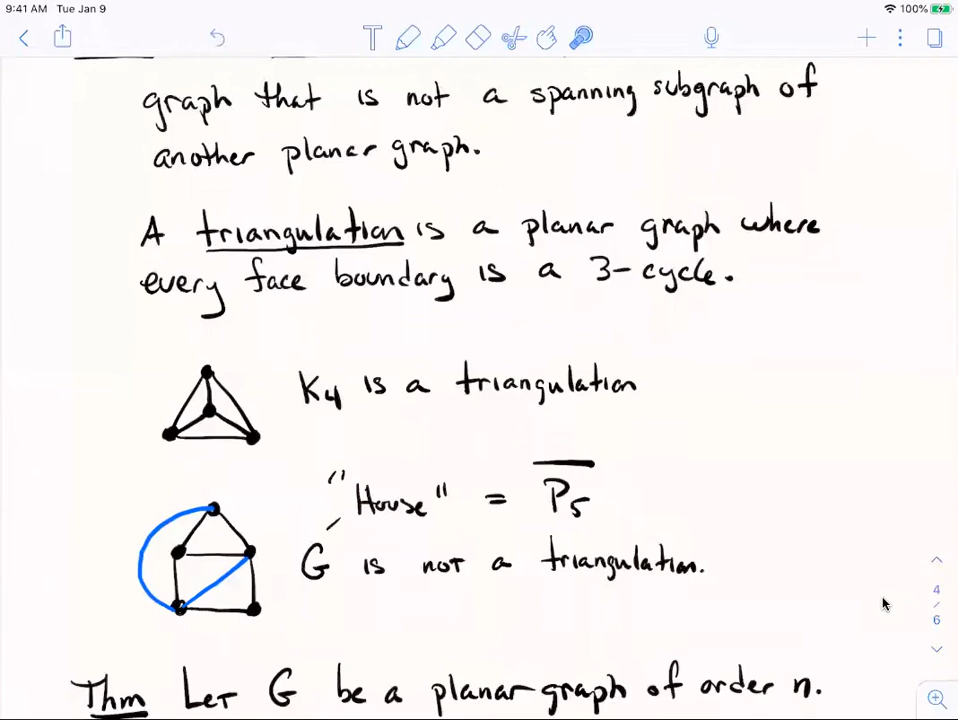 9:41 AM Tue Jan 9
100%
graph that is not a spanning subgraph of
another planar graph.
A triangulation is a planar graph where
every face boundary is a 3-cycle.
K4 is a triangulation
"House" = P̅₅
G is not a triangulation.
4
/
6
Thm Let G be a planar graph of order n.